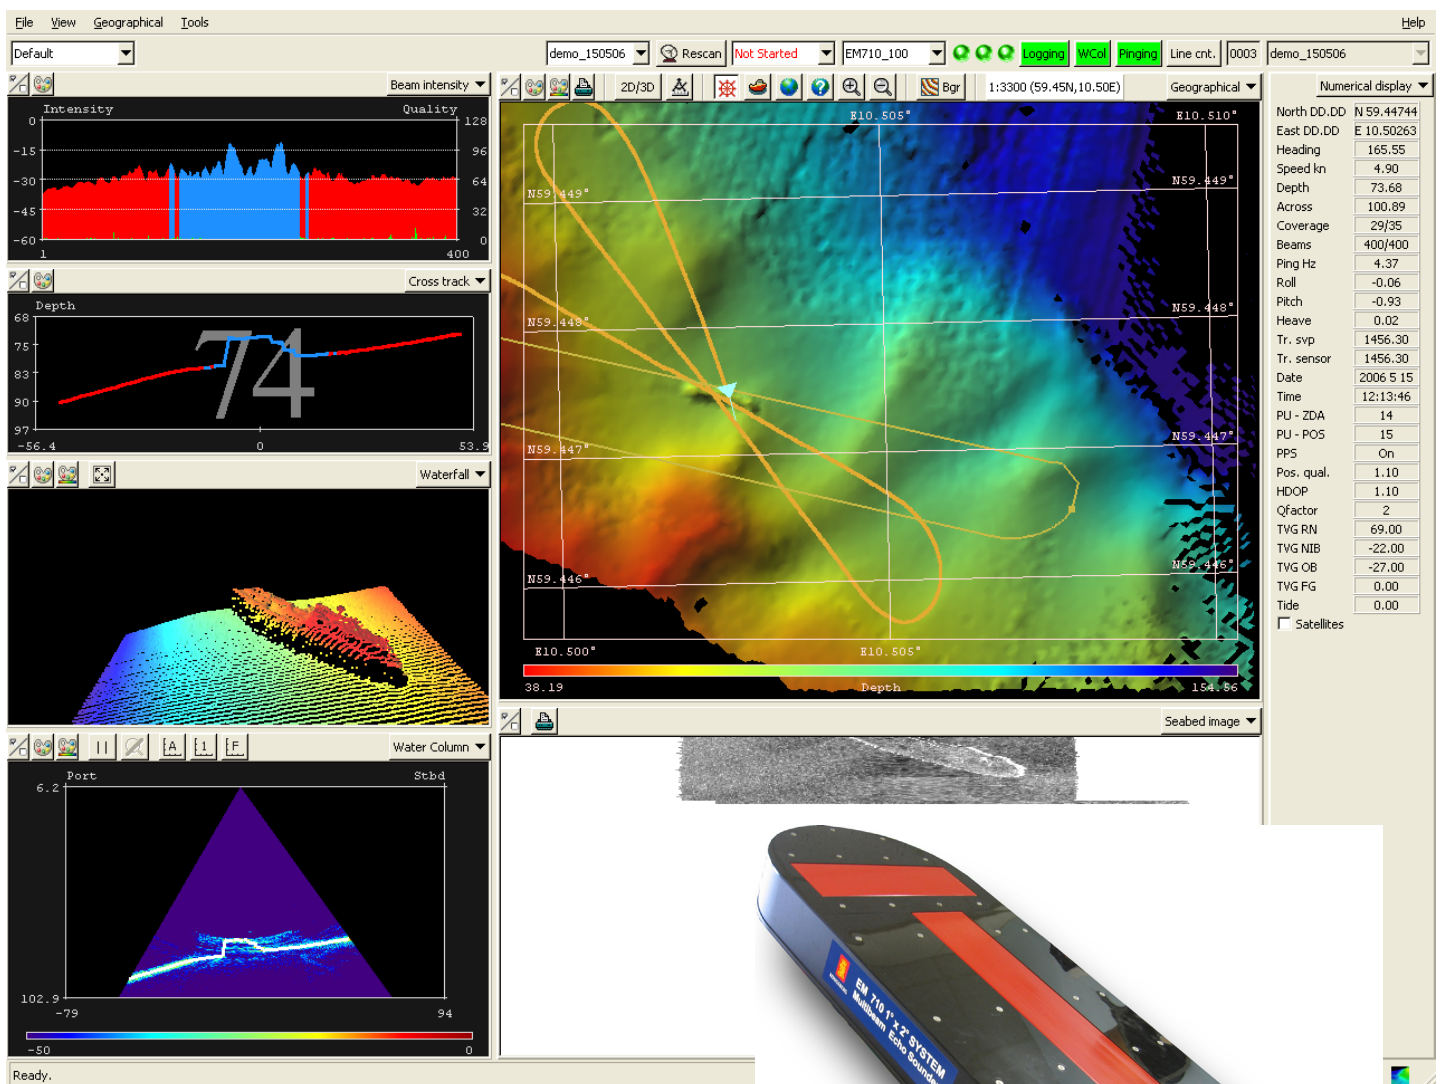 File View Geographical Tools Help
Default demo_150506 Rescan Not Started EM710_100 Logging WCol Pinging Line cnt. 0003 demo_150506
Beam intensity
Intensity Quality
0 128
-15 96
-30 64
-45 32
-60 0
1 400
Cross track
Depth
68
75
83
90
97
74
-56.4 0 53.9
Waterfall
A 1 F Water Column
Port Stbd
6.2
102.9
-79 94
-50 0
2D/3D Bgr 1:3300 (59.45N,10.50E) Geographical
E10.505° E10.510°
N59.449° N59.449°
N59.448° N59.448°
N59.447° N59.447°
N59.446° N59.446°
E10.500° E10.505°
38.19 Depth 154.56
Seabed image
EM 710 1° x 2° SYSTEM
Multibeam Echo Sounder
Numerical display
North DD.DD N 59.44744
East DD.DD E 10.50263
Heading 165.55
Speed kn 4.90
Depth 73.68
Across 100.89
Coverage 29/35
Beams 400/400
Ping Hz 4.37
Roll -0.06
Pitch -0.93
Heave 0.02
Tr. svp 1456.30
Tr. sensor 1456.30
Date 2006 5 15
Time 12:13:46
PU - ZDA 14
PU - POS 15
PPS On
Pos. qual. 1.10
HDOP 1.10
Qfactor 2
TVG RN 69.00
TVG NIB -22.00
TVG OB -27.00
TVG FG 0.00
Tide 0.00
Satellites
Ready.